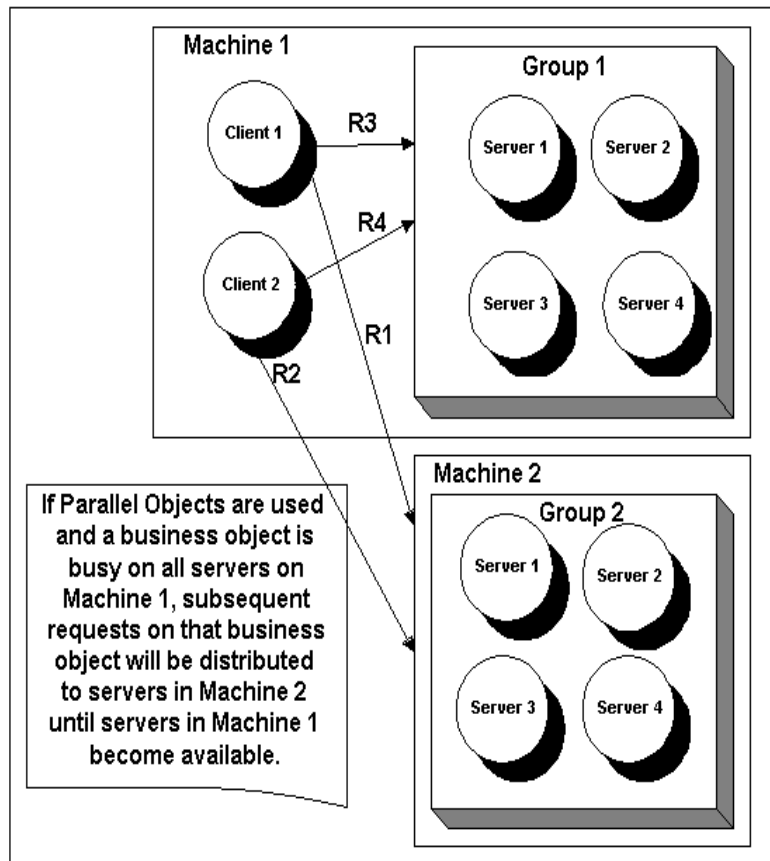 Machine 1
Group 1
Client 1
R3
Server 1
Server 2
R4
Client 2
Server 3
Server 4
R1
R2
Machine 2
Group 2
Server 1
Server 2
Server 3
Server 4
If Parallel Objects are used
and a business object is
busy on all servers on
Machine 1, subsequent
requests on that business
object will be distributed
to servers in Machine 2
until servers in Machine 1
become available.